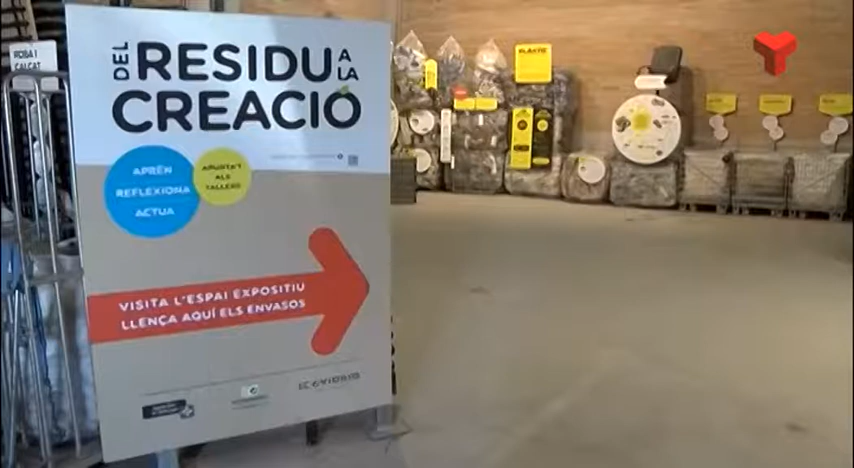 ROBA I
CALÇAT
DEL RESIDU A LA
CREACIÓ
APRÈN
REFLEXIONA
ACTUA
APUNTA'T
ALS
TALLERS
VISITA L'ESPAI EXPOSITIU
LLENÇA AQUÍ ELS ENVASOS
ECOVIDRIO